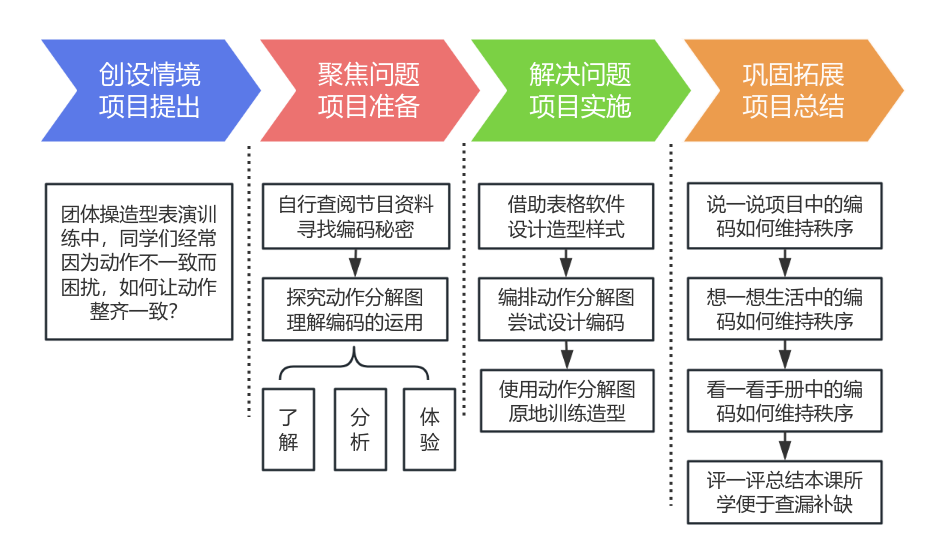 创设情境
项目提出
聚焦问题
项目准备
解决问题
项目实施
巩固拓展
项目总结
团体操造型表演训
练中，同学们经常
因为动作不一致而
困扰，如何让动作
整齐一致？
自行查阅节目资料
寻找编码秘密
探究动作分解图
理解编码的运用
了
解
分
析
体
验
借助表格软件
设计造型样式
编排动作分解图
尝试设计编码
使用动作分解图
原地训练造型
说一说项目中的编
码如何维持秩序
想一想生活中的编
码如何维持秩序
看一看手册中的编
码如何维持秩序
评一评总结本课所
学便于查漏补缺